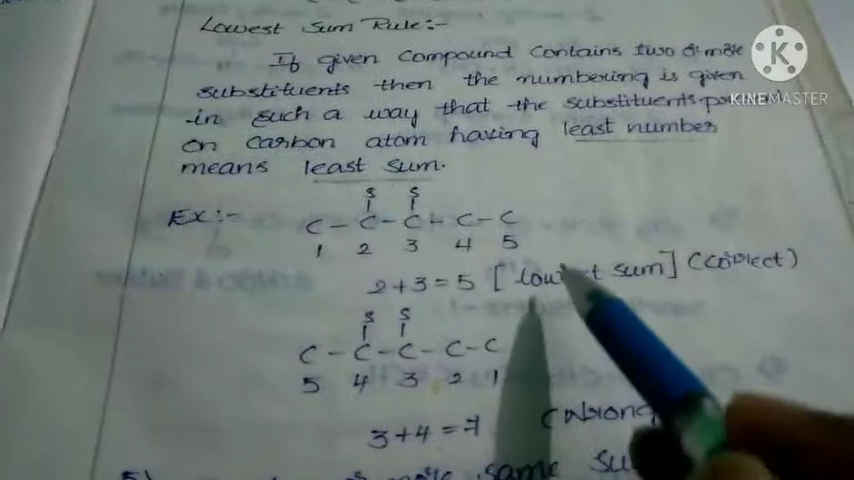 Lowest Sum Rule:-
If given compound contains two or more
substituents then the numbering is given
in such a way that the substituents
on carbon atom having least number
means least sum.
S S
Ex:- C - C - C - C - C
1 2 3 4 5
2+3=5 [ sum] (correct)
S S
C - C - C - C - C
5 4 3 2 1
3+4=7 (Wrong
5) same
KINEMASTER